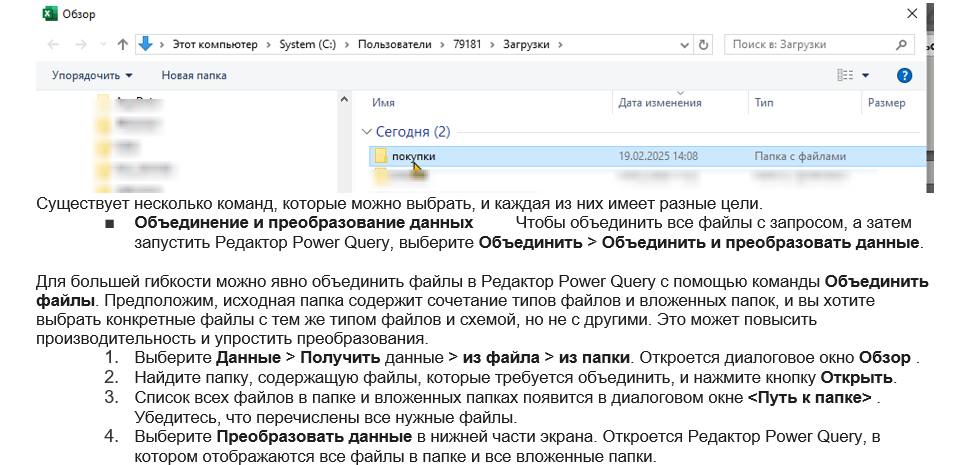 Обзор
Этот компьютер > System (C:) > Пользователи > 79181 > Загрузки >
Поиск в: Загрузки
Упорядочить Новая папка
Имя Дата изменения Тип Размер
Сегодня (2)
покупки 19.02.2025 14:08 Папка с файлами
Существует несколько команд, которые можно выбрать, и каждая из них имеет разные цели.
■ Объединение и преобразование данных Чтобы объединить все файлы с запросом, а затем
запустить Редактор Power Query, выберите Объединить > Объединить и преобразовать данные.
Для большей гибкости можно явно объединить файлы в Редактор Power Query с помощью команды Объединить
файлы. Предположим, исходная папка содержит сочетание типов файлов и вложенных папок, и вы хотите
выбрать конкретные файлы с тем же типом файлов и схемой, но не с другими. Это может повысить
производительность и упростить преобразования.
1. Выберите Данные > Получить данные > из файла > из папки. Откроется диалоговое окно Обзор .
2. Найдите папку, содержащую файлы, которые требуется объединить, и нажмите кнопку Открыть.
3. Список всех файлов в папке и вложенных папках появится в диалоговом окне <Путь к папке> .
Убедитесь, что перечислены все нужные файлы.
4. Выберите Преобразовать данные в нижней части экрана. Откроется Редактор Power Query, в
котором отображаются все файлы в папке и все вложенные папки.